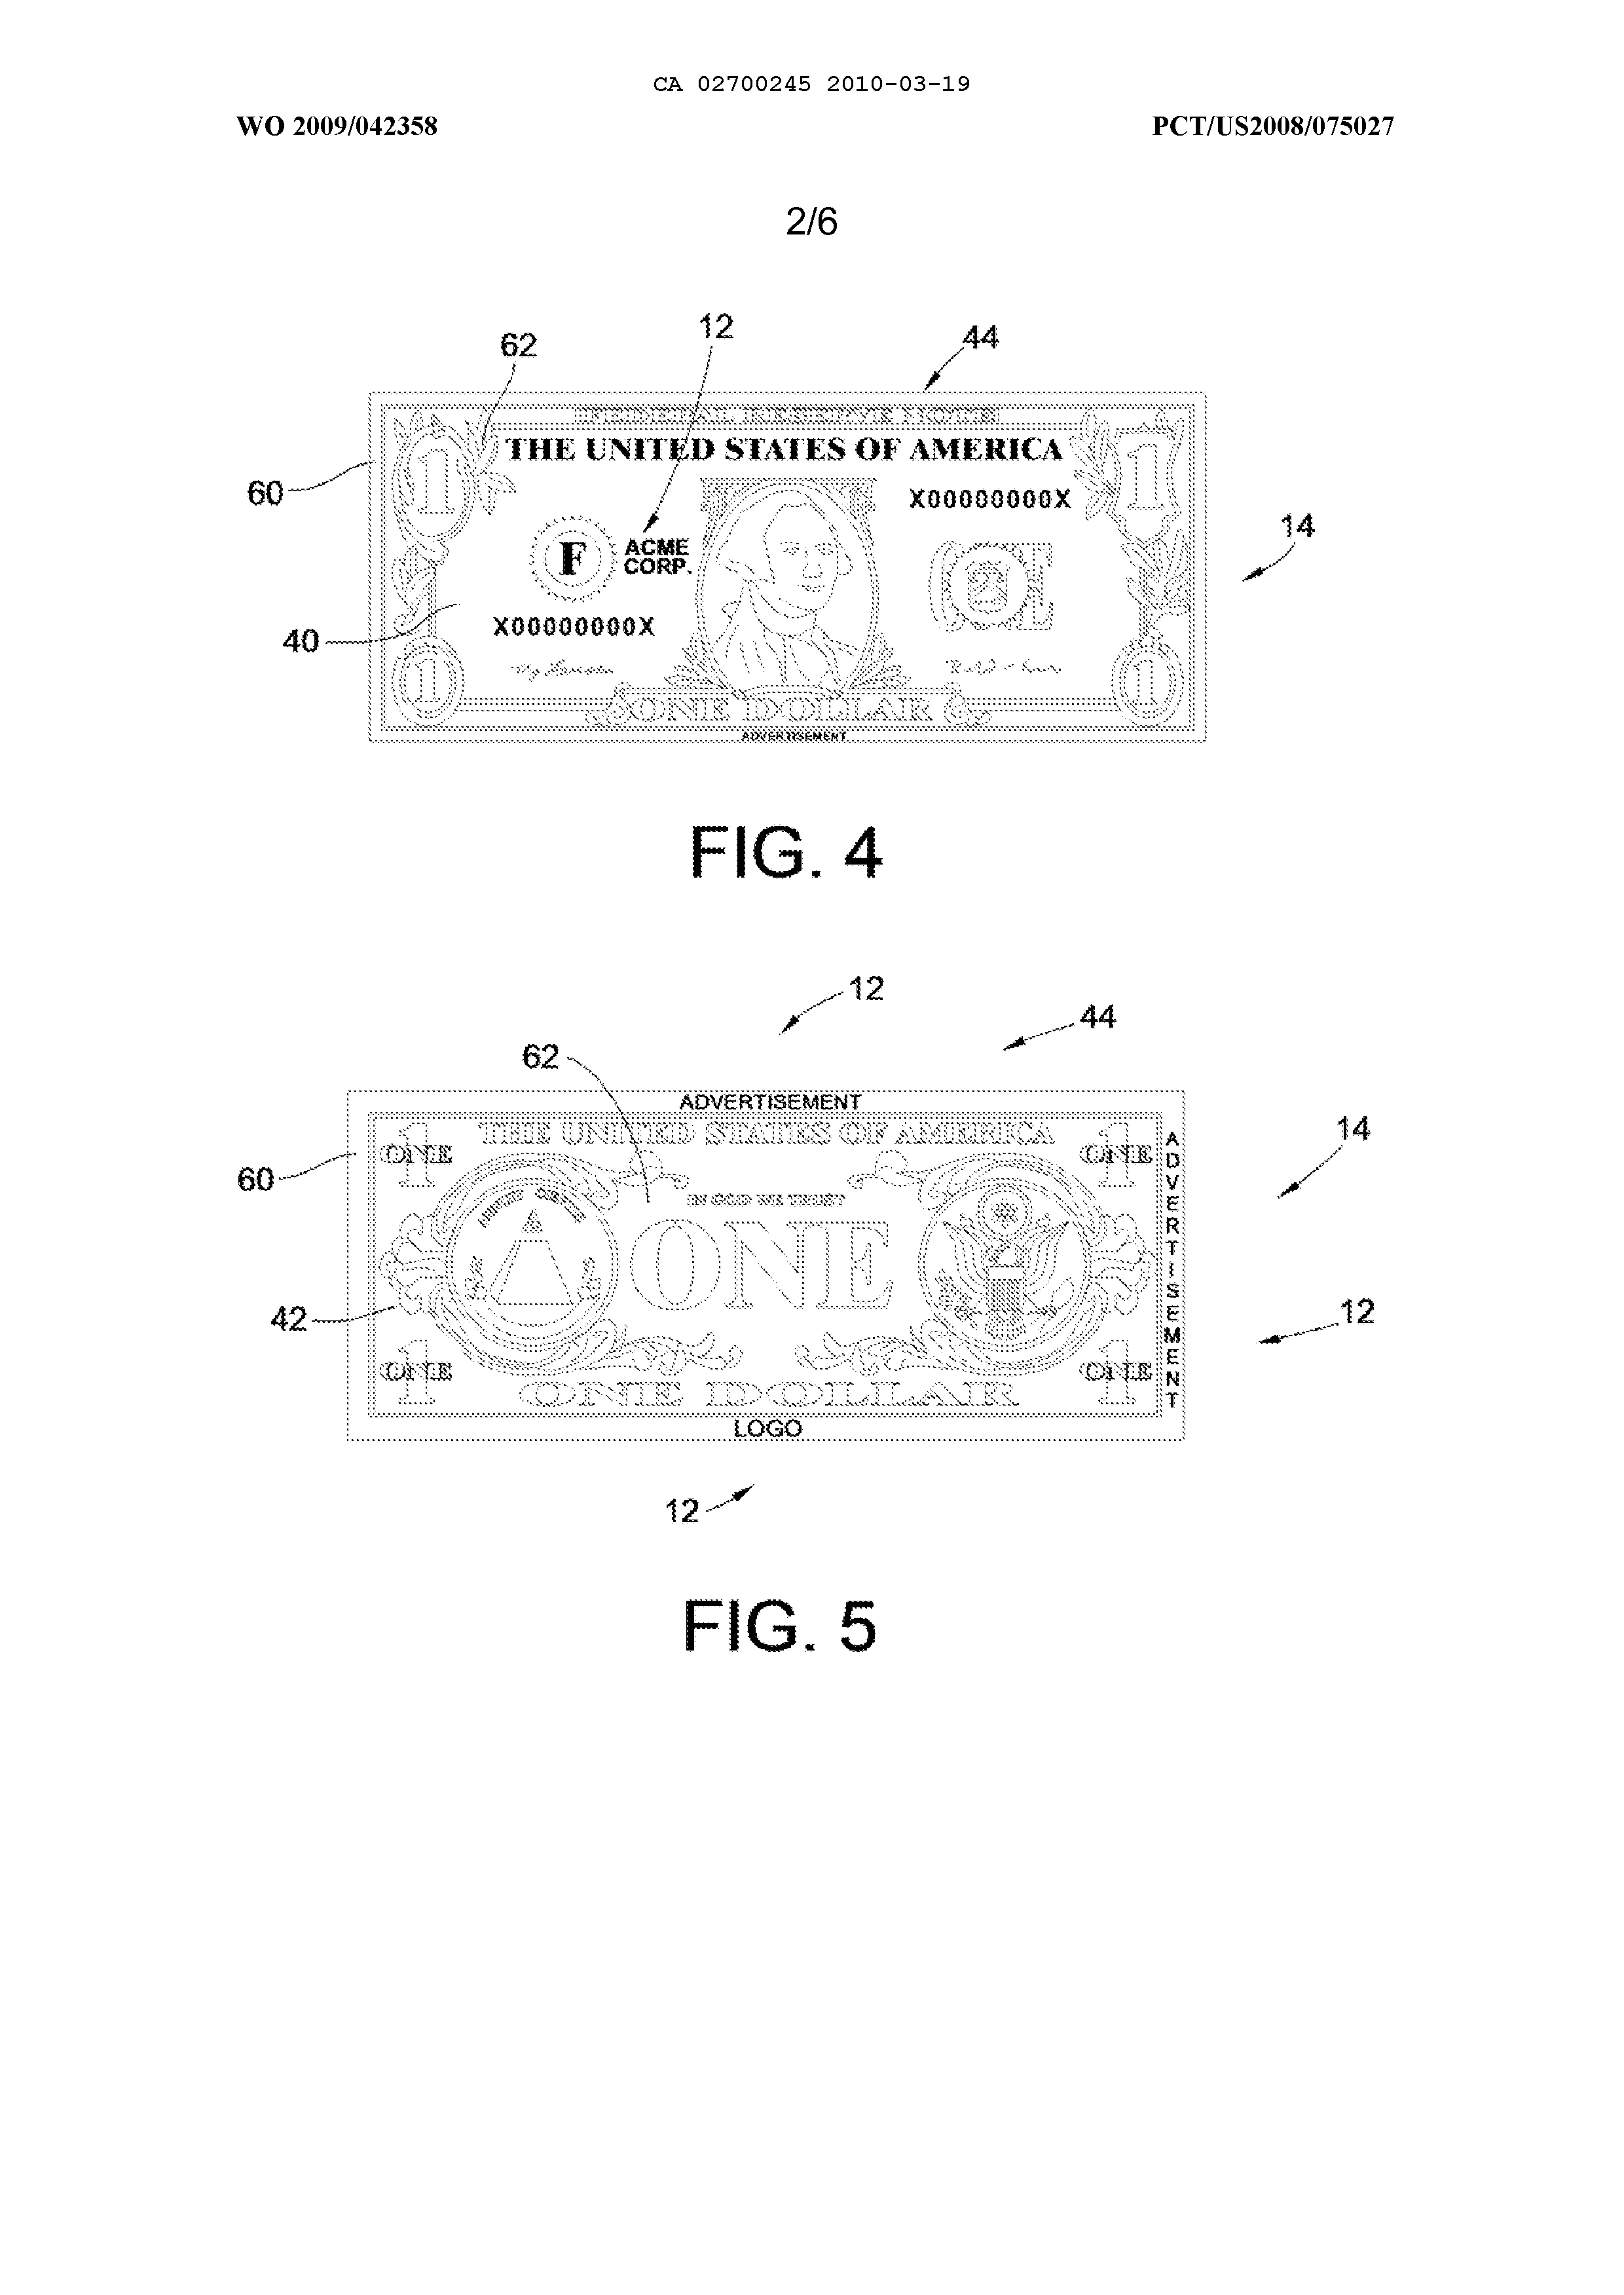 CA 02700245 2010-03-19
WO 2009/042358 PCT/US2008/075027
2/6
62 12 44
60 14 40
FEDERAL RESERVE NOTE
THE UNITED STATES OF AMERICA
1 1
X00000000X
F ACME
CORP.
ONE
X00000000X
1 1
ONE DOLLAR
ADVERTISEMENT
FIG. 4
12
44
62
60 14
42 12
ADVERTISEMENT
THE UNITED STATES OF AMERICA
1 ONE 1 ONE
IN GOD WE TRUST
ANNUIT COEPTIS
ONE
ADVERTISEMENT
1 ONE 1 ONE
ONE DOLLAR
LOGO
12
FIG. 5